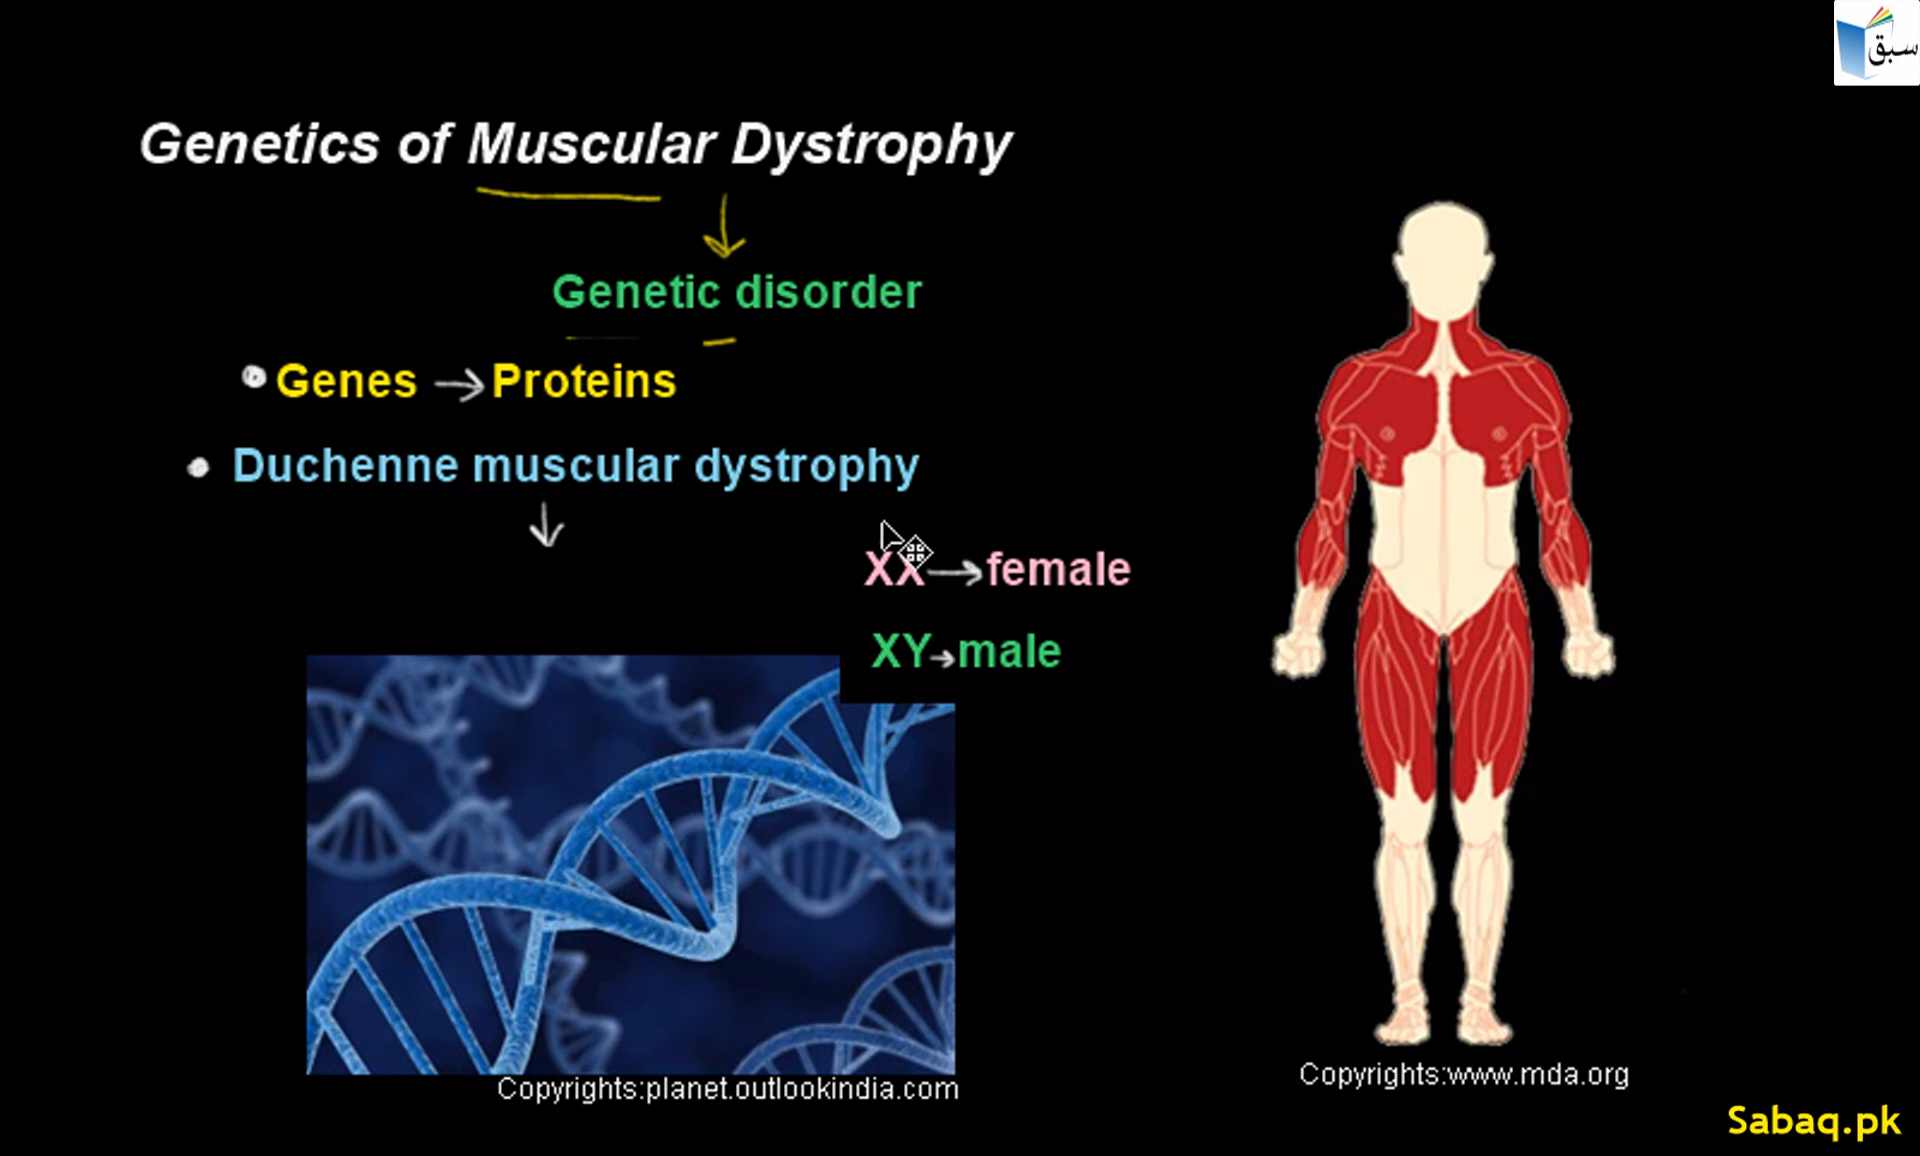 سبق
Genetics of Muscular Dystrophy
Genetic disorder
Genes → Proteins
Duchenne muscular dystrophy
XX → female
XY → male
Copyrights:planet.outlookindia.com
Copyrights:www.mda.org
Sabaq.pk